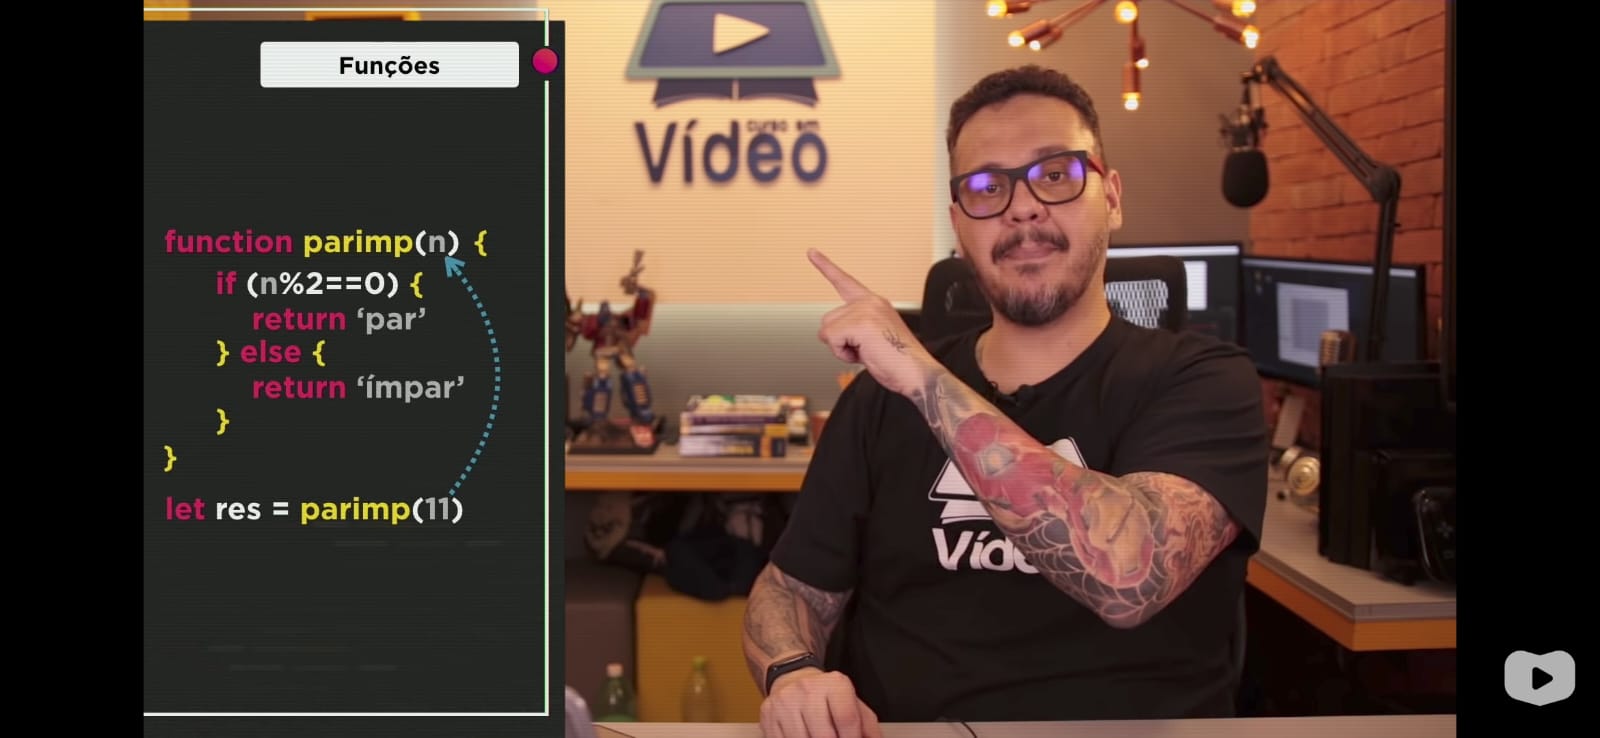 Funções
function parimp(n) {
if (n%2==0) {
return ‘par’
} else {
return ‘ímpar’
}
}
let res = parimp(11)
curso em
Vídeo
Víde